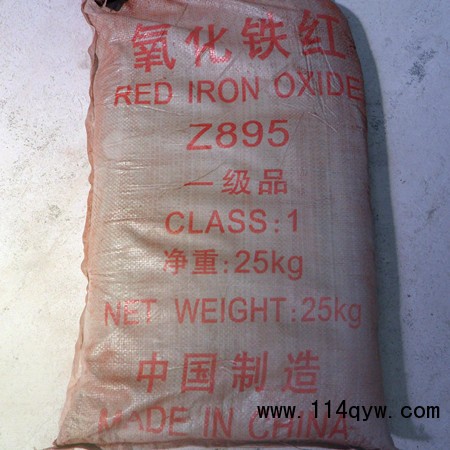 氧化铁红
RED IRON OXIDE
Z895
一级品
CLASS:1
净重:25kg
NET WEIGHT:25kg
中国制造
MADE IN CHINA
www.114qyw.com